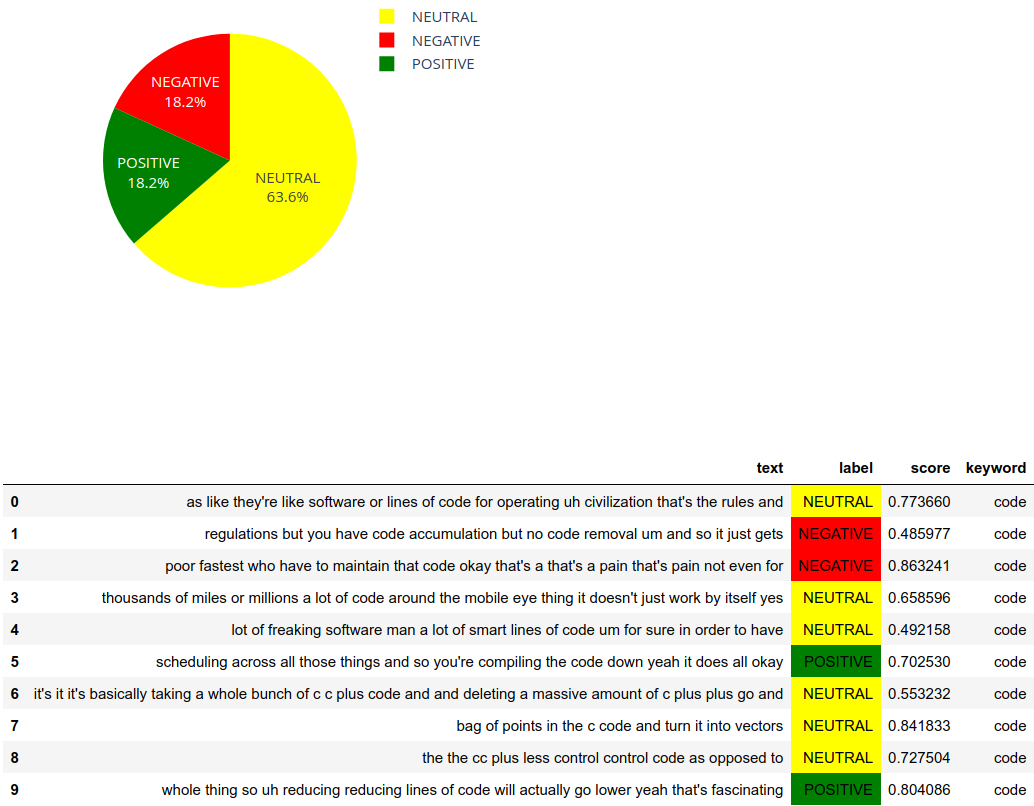 NEUTRAL
NEGATIVE
POSITIVE
NEGATIVE
18.2%
POSITIVE
18.2%
NEUTRAL
63.6%
text label score keyword
0 as like they're like software or lines of code for operating uh civilization that's the rules and NEUTRAL 0.773660 code
1 regulations but you have code accumulation but no code removal um and so it just gets NEGATIVE 0.485977 code
2 poor fastest who have to maintain that code okay that's a that's a pain that's pain not even for NEGATIVE 0.863241 code
3 thousands of miles or millions a lot of code around the mobile eye thing it doesn't just work by itself yes NEUTRAL 0.658596 code
4 lot of freaking software man a lot of smart lines of code um for sure in order to have NEUTRAL 0.492158 code
5 scheduling across all those things and so you're compiling the code down yeah it does all okay POSITIVE 0.702530 code
6 it's it it's basically taking a whole bunch of c c plus code and and deleting a massive amount of c plus plus go and NEUTRAL 0.553232 code
7 bag of points in the c code and turn it into vectors NEUTRAL 0.841833 code
8 the the cc plus less control control code as opposed to NEUTRAL 0.727504 code
9 whole thing so uh reducing reducing lines of code will actually go lower yeah that's fascinating POSITIVE 0.804086 code